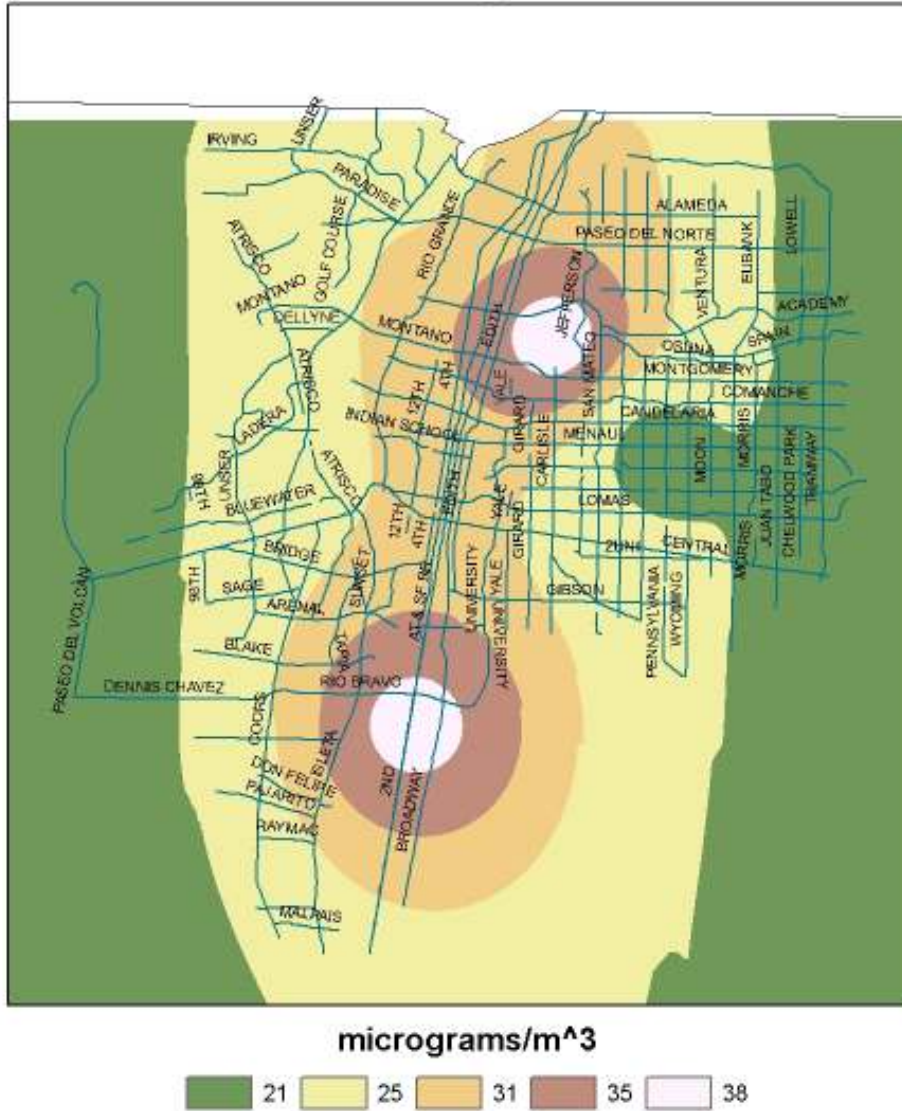 UNSER
IRVING
PARADISE
ALAMEDA
RIO GRANDE
GOLF COURSE
ATRISCO
PASEO DEL NORTE
LOWELL
EUBANK
VENTURA
JEFFERSON
MONTANO
DELLYNE
MONTANO
EDITH
ACADEMY
SPAIN
OSUNA
MONTGOMERY
SAN MATEO
ATRISCO
4TH
YALE
12TH
COMANCHE
CANDELARIA
LADERA
INDIAN SCHOOL
GIRARD
MENAUL
CARLISLE
MOON
MORRIS
CHELWOOD PARK
TRAMWAY
JUAN TABO
UNSER
98TH
ATRISCO
BLUEWATER
EDITH
YALE
LOMAS
12TH
4TH
GIRARD
ZUNI
CENTRAL
MORRIS
BRIDGE
98TH
SAGE
SUNSET
AT & SF RR
UNIVERSITY
YALE
GIBSON
ARENAL
PASEO DEL VOLCAN
BLAKE
TAPIA
UNIVERSITY
PENNSYLVANIA
WYOMING
DENNIS CHAVEZ
RIO BRAVO
COORS
ISLETA
DON FELIPE
2ND
PAJARITO
BROADWAY
RAYMAC
MALPAIS
micrograms/m^3
21 25 31 35 38